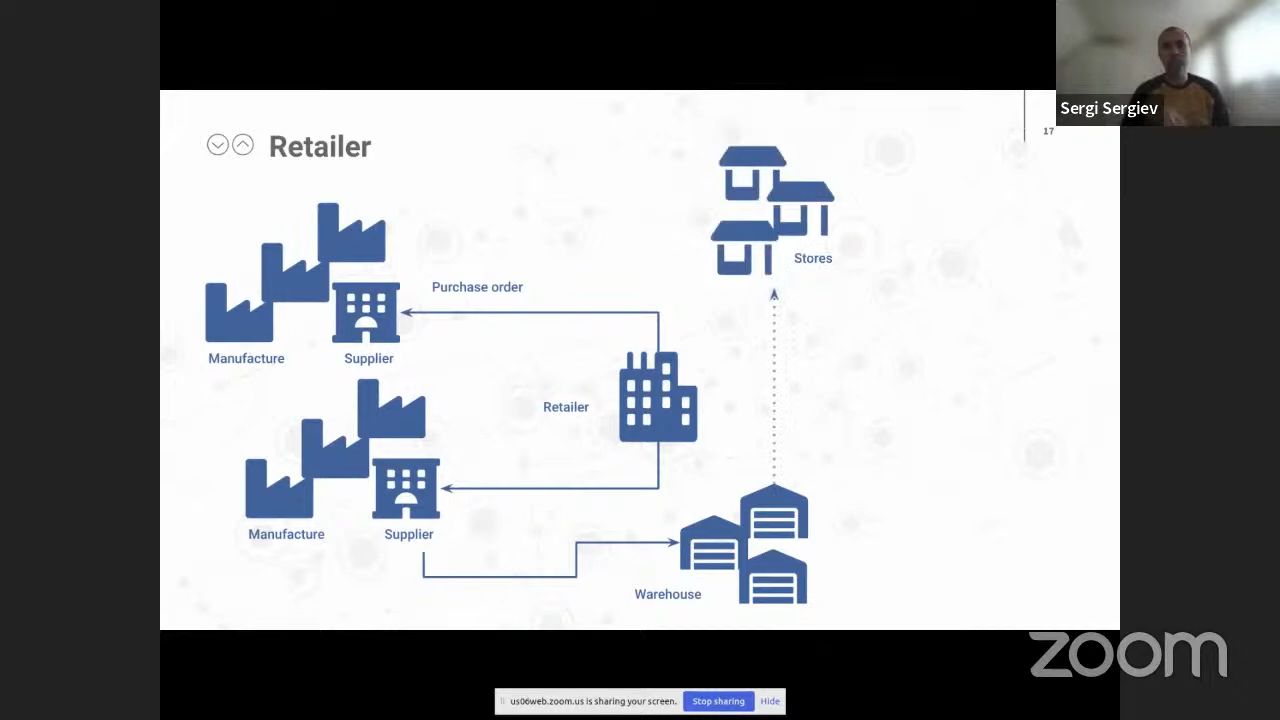 Sergi Sergiev
17
Retailer
Stores
Purchase order
Manufacture
Supplier
Retailer
Manufacture
Supplier
Warehouse
zoom
us06web.zoom.us is sharing your screen.
Stop sharing
Hide